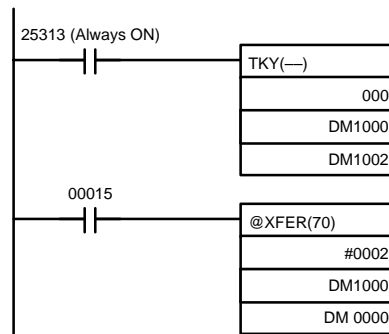 25313 (Always ON)
TKY(—)
000
DM1000
DM1002
00015
@XFER(70)
#0002
DM1000
DM 0000